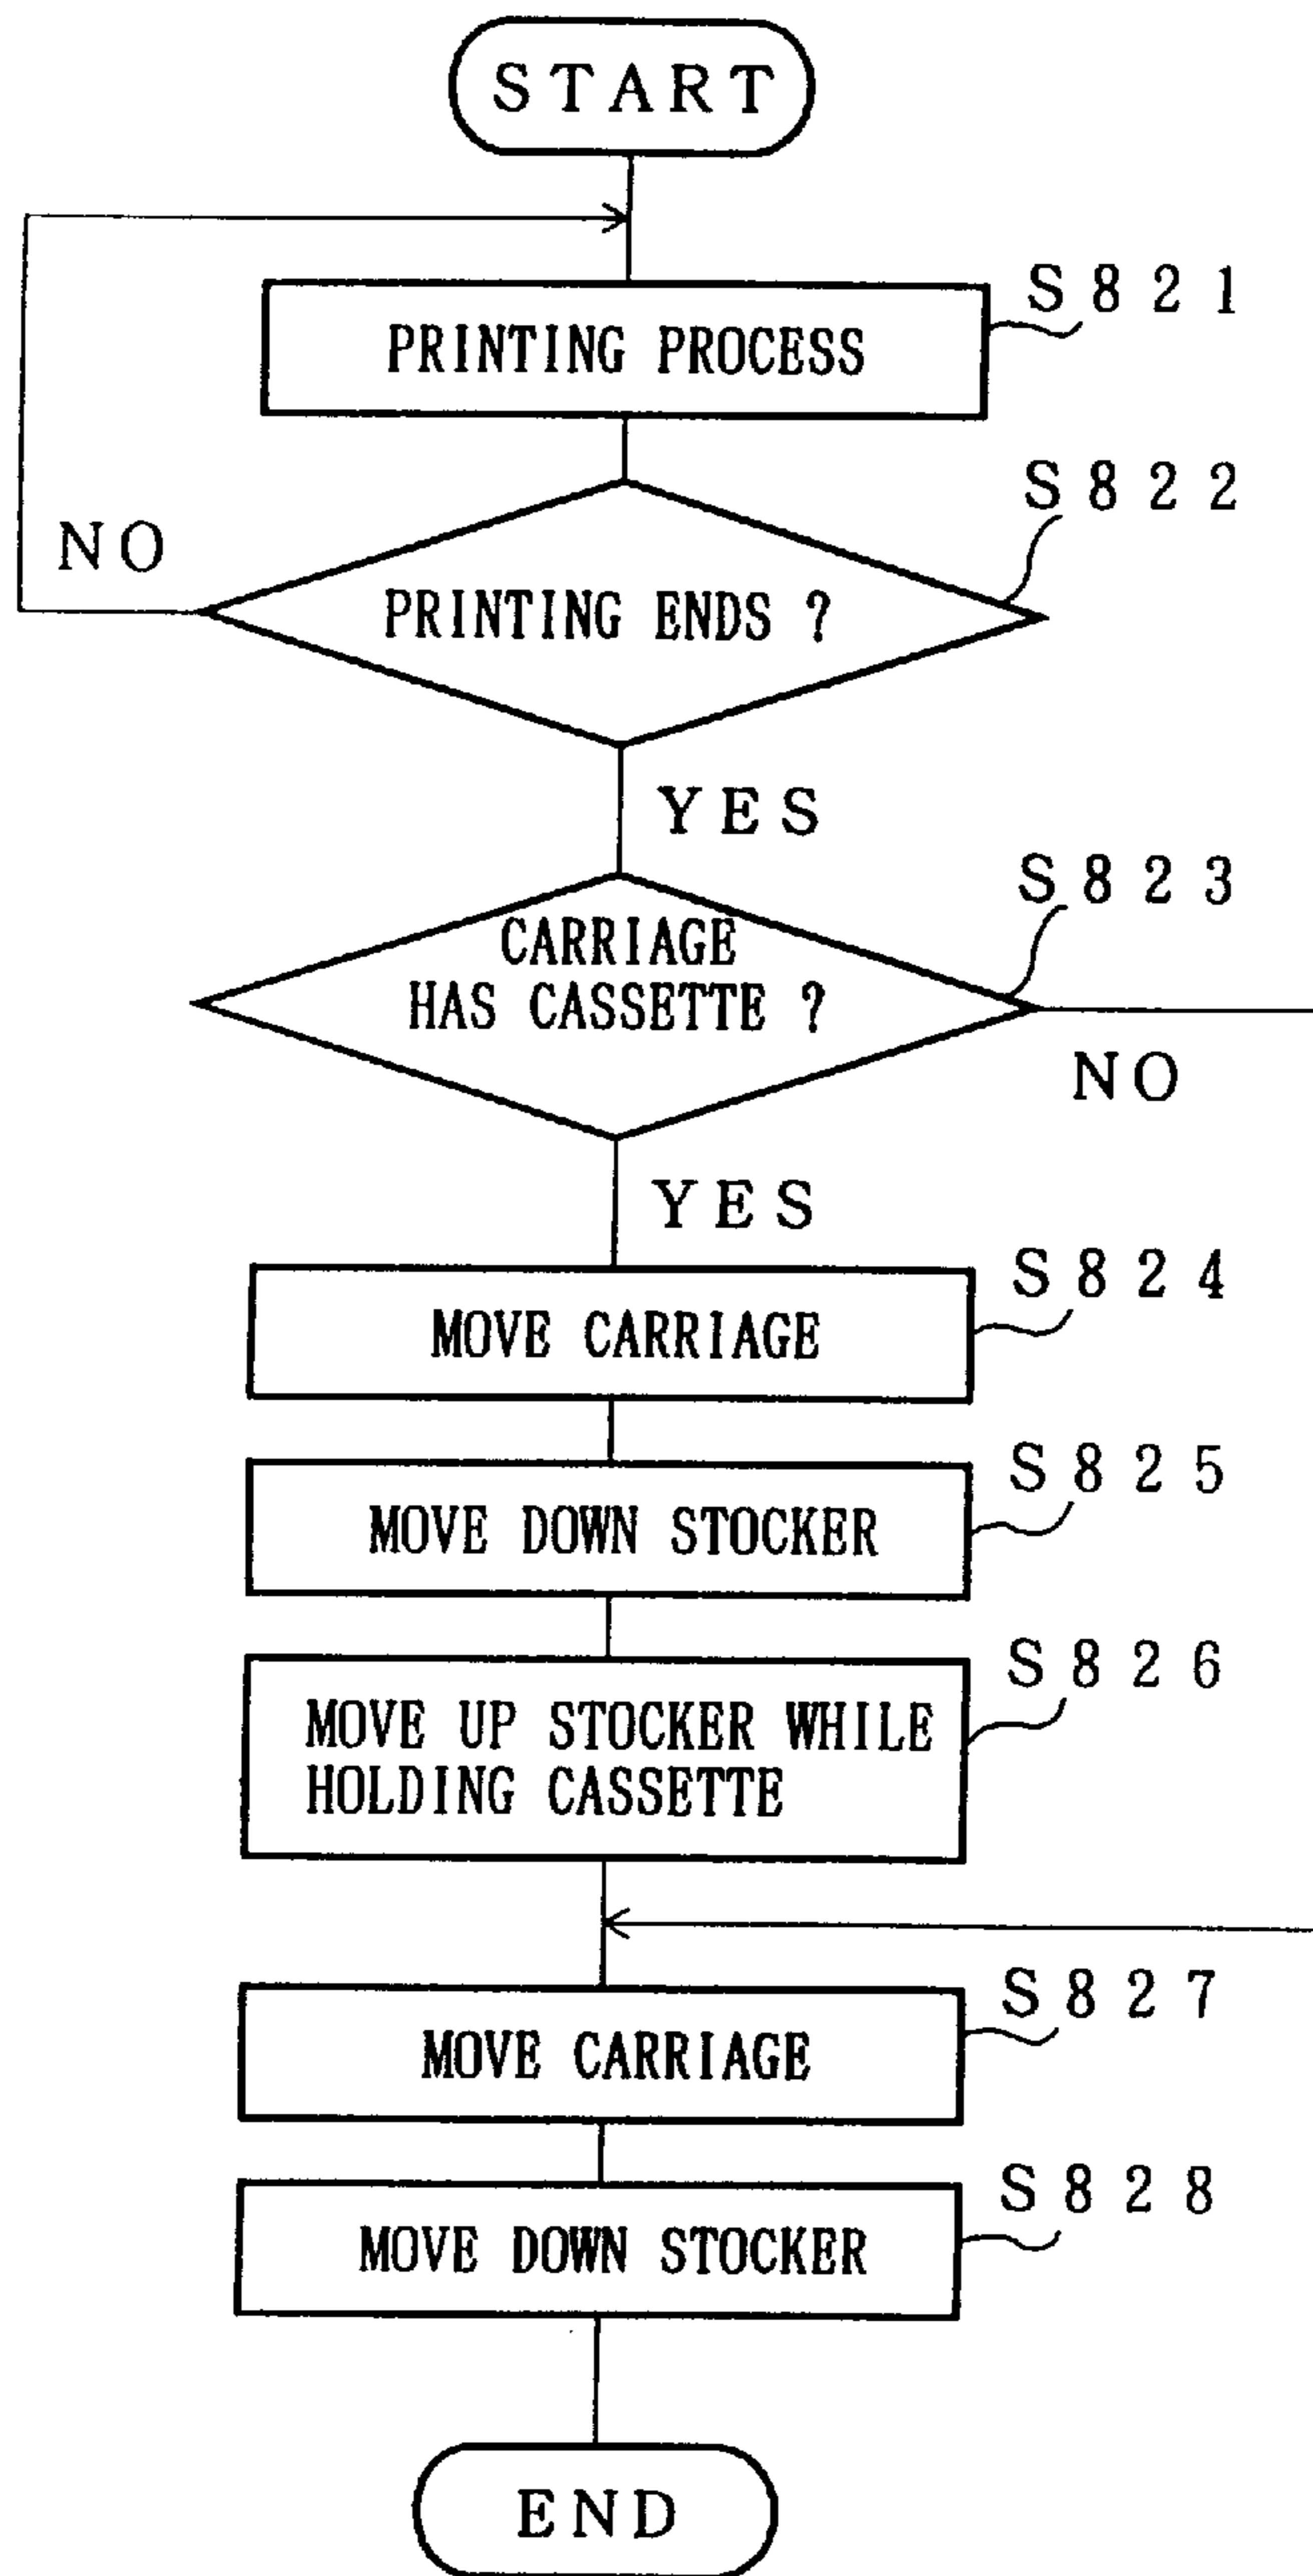 START
S821
PRINTING PROCESS
S822
NO
PRINTING ENDS ?
YES
S823
CARRIAGE
HAS CASSETTE ?
NO
YES
S824
MOVE CARRIAGE
S825
MOVE DOWN STOCKER
S826
MOVE UP STOCKER WHILE
HOLDING CASSETTE
S827
MOVE CARRIAGE
S828
MOVE DOWN STOCKER
END